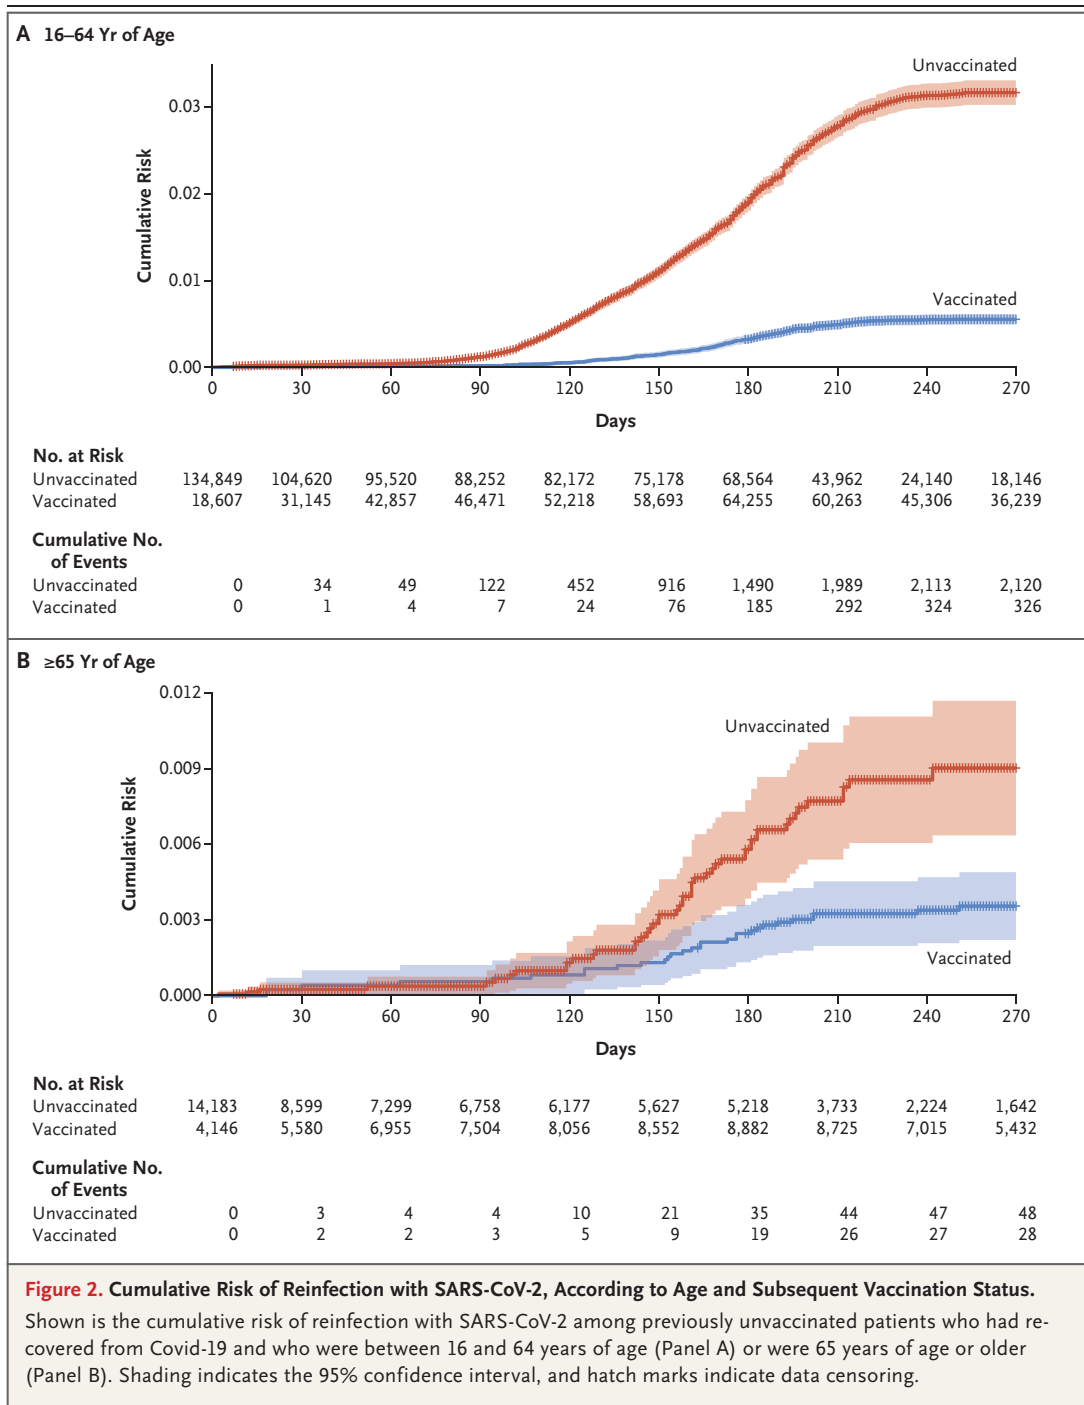 A 16–64 Yr of Age
Unvaccinated
Vaccinated
Cumulative Risk
0.03
0.02
0.01
0.00
0 30 60 90 120 150 180 210 240 270
Days
No. at Risk
Unvaccinated 134,849 104,620 95,520 88,252 82,172 75,178 68,564 43,962 24,140 18,146
Vaccinated 18,607 31,145 42,857 46,471 52,218 58,693 64,255 60,263 45,306 36,239
Cumulative No.
of Events
Unvaccinated 0 34 49 122 452 916 1,490 1,989 2,113 2,120
Vaccinated 0 1 4 7 24 76 185 292 324 326
B ≥65 Yr of Age
Unvaccinated
Vaccinated
Cumulative Risk
0.012
0.009
0.006
0.003
0.000
0 30 60 90 120 150 180 210 240 270
Days
No. at Risk
Unvaccinated 14,183 8,599 7,299 6,758 6,177 5,627 5,218 3,733 2,224 1,642
Vaccinated 4,146 5,580 6,955 7,504 8,056 8,552 8,882 8,725 7,015 5,432
Cumulative No.
of Events
Unvaccinated 0 3 4 4 10 21 35 44 47 48
Vaccinated 0 2 2 3 5 9 19 26 27 28
Figure 2. Cumulative Risk of Reinfection with SARS-CoV-2, According to Age and Subsequent Vaccination Status.
Shown is the cumulative risk of reinfection with SARS-CoV-2 among previously unvaccinated patients who had re-
covered from Covid-19 and who were between 16 and 64 years of age (Panel A) or were 65 years of age or older
(Panel B). Shading indicates the 95% confidence interval, and hatch marks indicate data censoring.